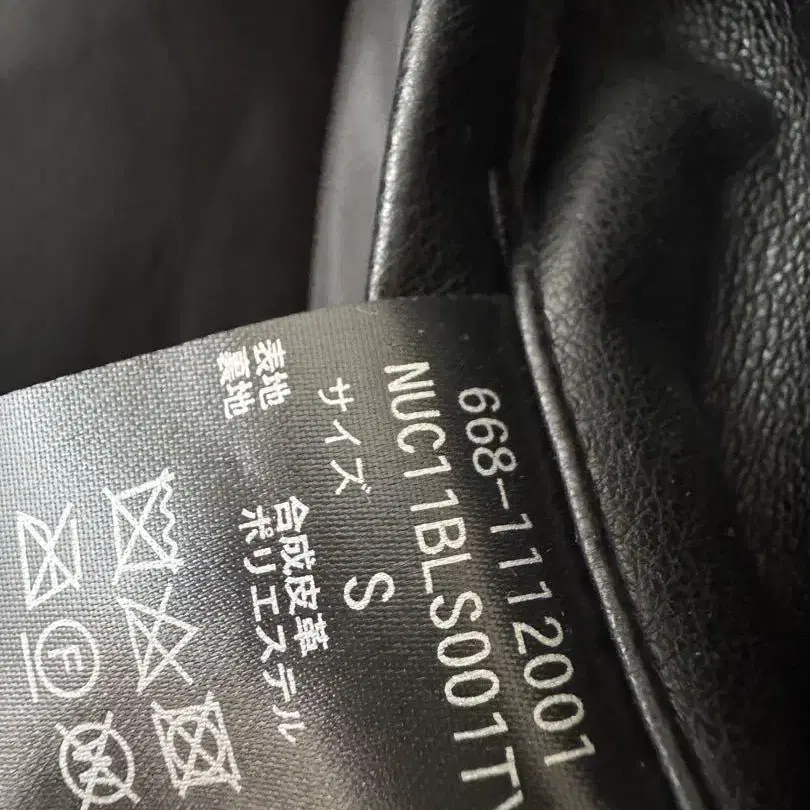 668-1112001
NUC11BLS001TV
サイズ S
表地 合成皮革
裏地 ポリエステル
F
W